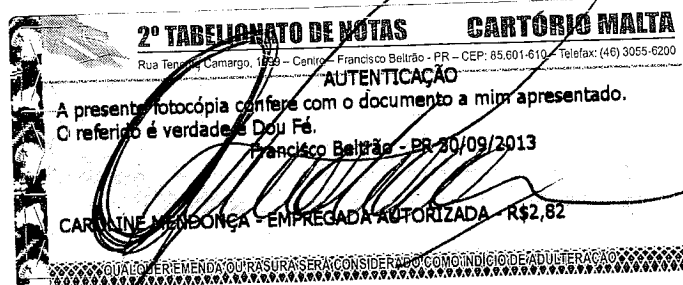 2º TABELIONATO DE NOTAS CARTÓRIO MALTA
Rua Tenente Camargo, 1699 – Centro – Francisco Beltrão - PR – CEP: 85.601-610 – Telefax: (46) 3055-6200
AUTENTICAÇÃO
A presente fotocópia confere com o documento a mim apresentado.
O referido é verdade e Dou Fé.
Francisco Beltrão - PR 30/09/2013
CAROLINE MENDONÇA - EMPREGADA AUTORIZADA - R$2,82
QUALQUER EMENDA OU RASURA SERÁ CONSIDERADO COMO INDÍCIO DE ADULTERAÇÃO